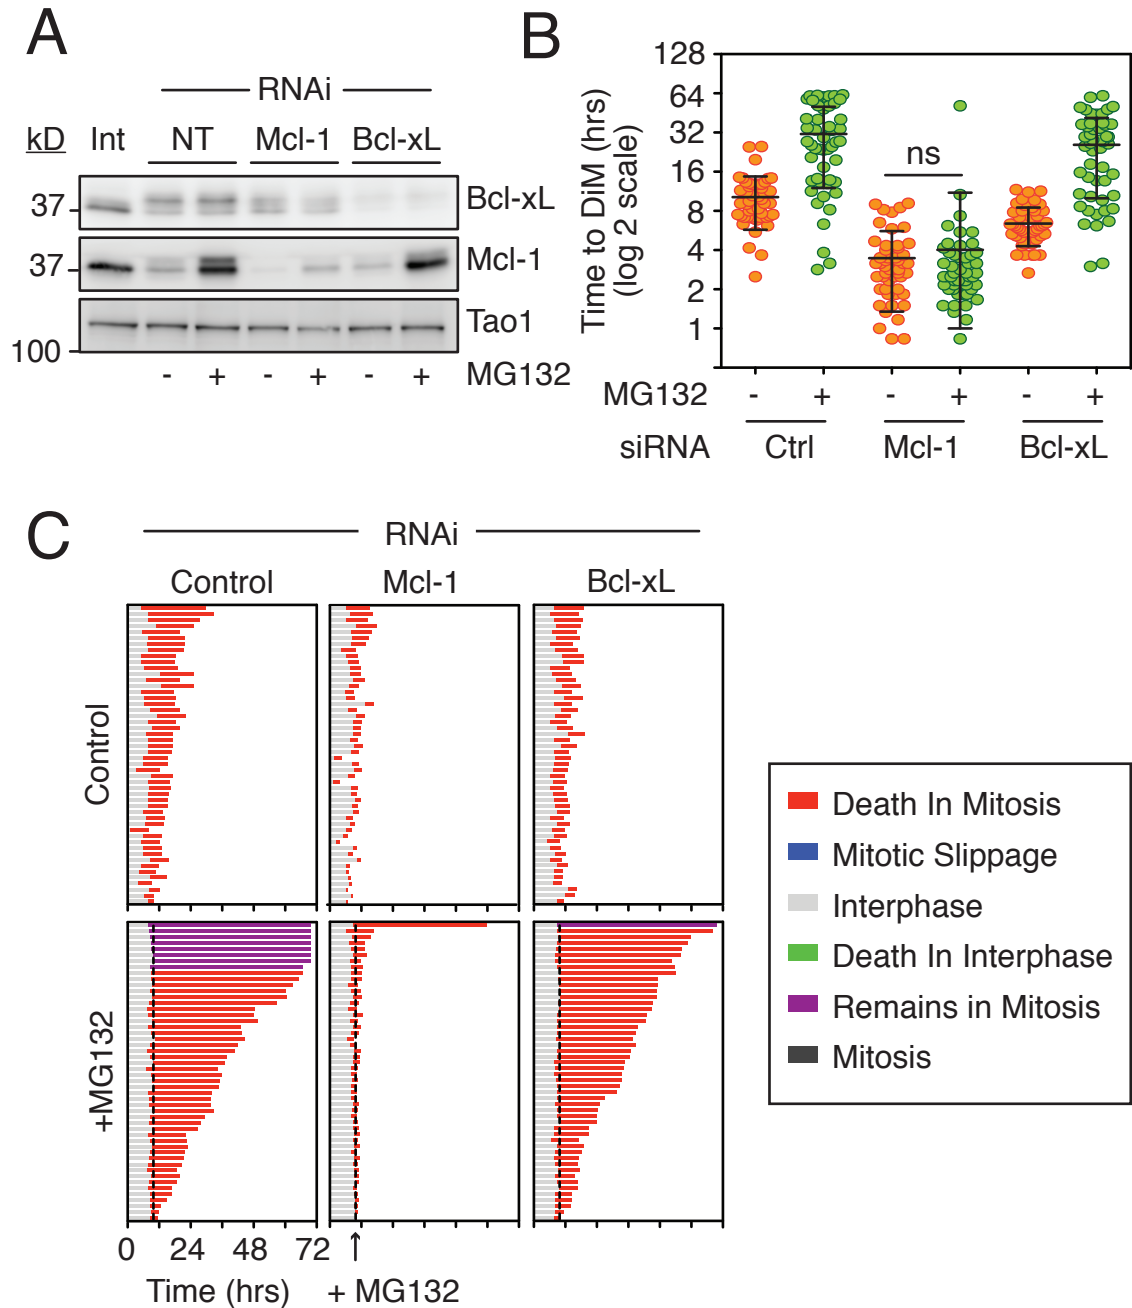 A
RNAi
kD Int NT Mcl-1 Bcl-xL
37 Bcl-xL
37 Mcl-1
Tao1
100
- + - + - + MG132
B
Time to DiM (hrs)
(log 2 scale)
128
64
32
16
8
4
2
1
ns
MG132 - + - + - +
siRNA Ctrl Mcl-1 Bcl-xL
C
RNAi
Control Mcl-1 Bcl-xL
Control
+MG132
0 24 48 72
Time (hrs) + MG132
Death In Mitosis
Mitotic Slippage
Interphase
Death In Interphase
Remains in Mitosis
Mitosis